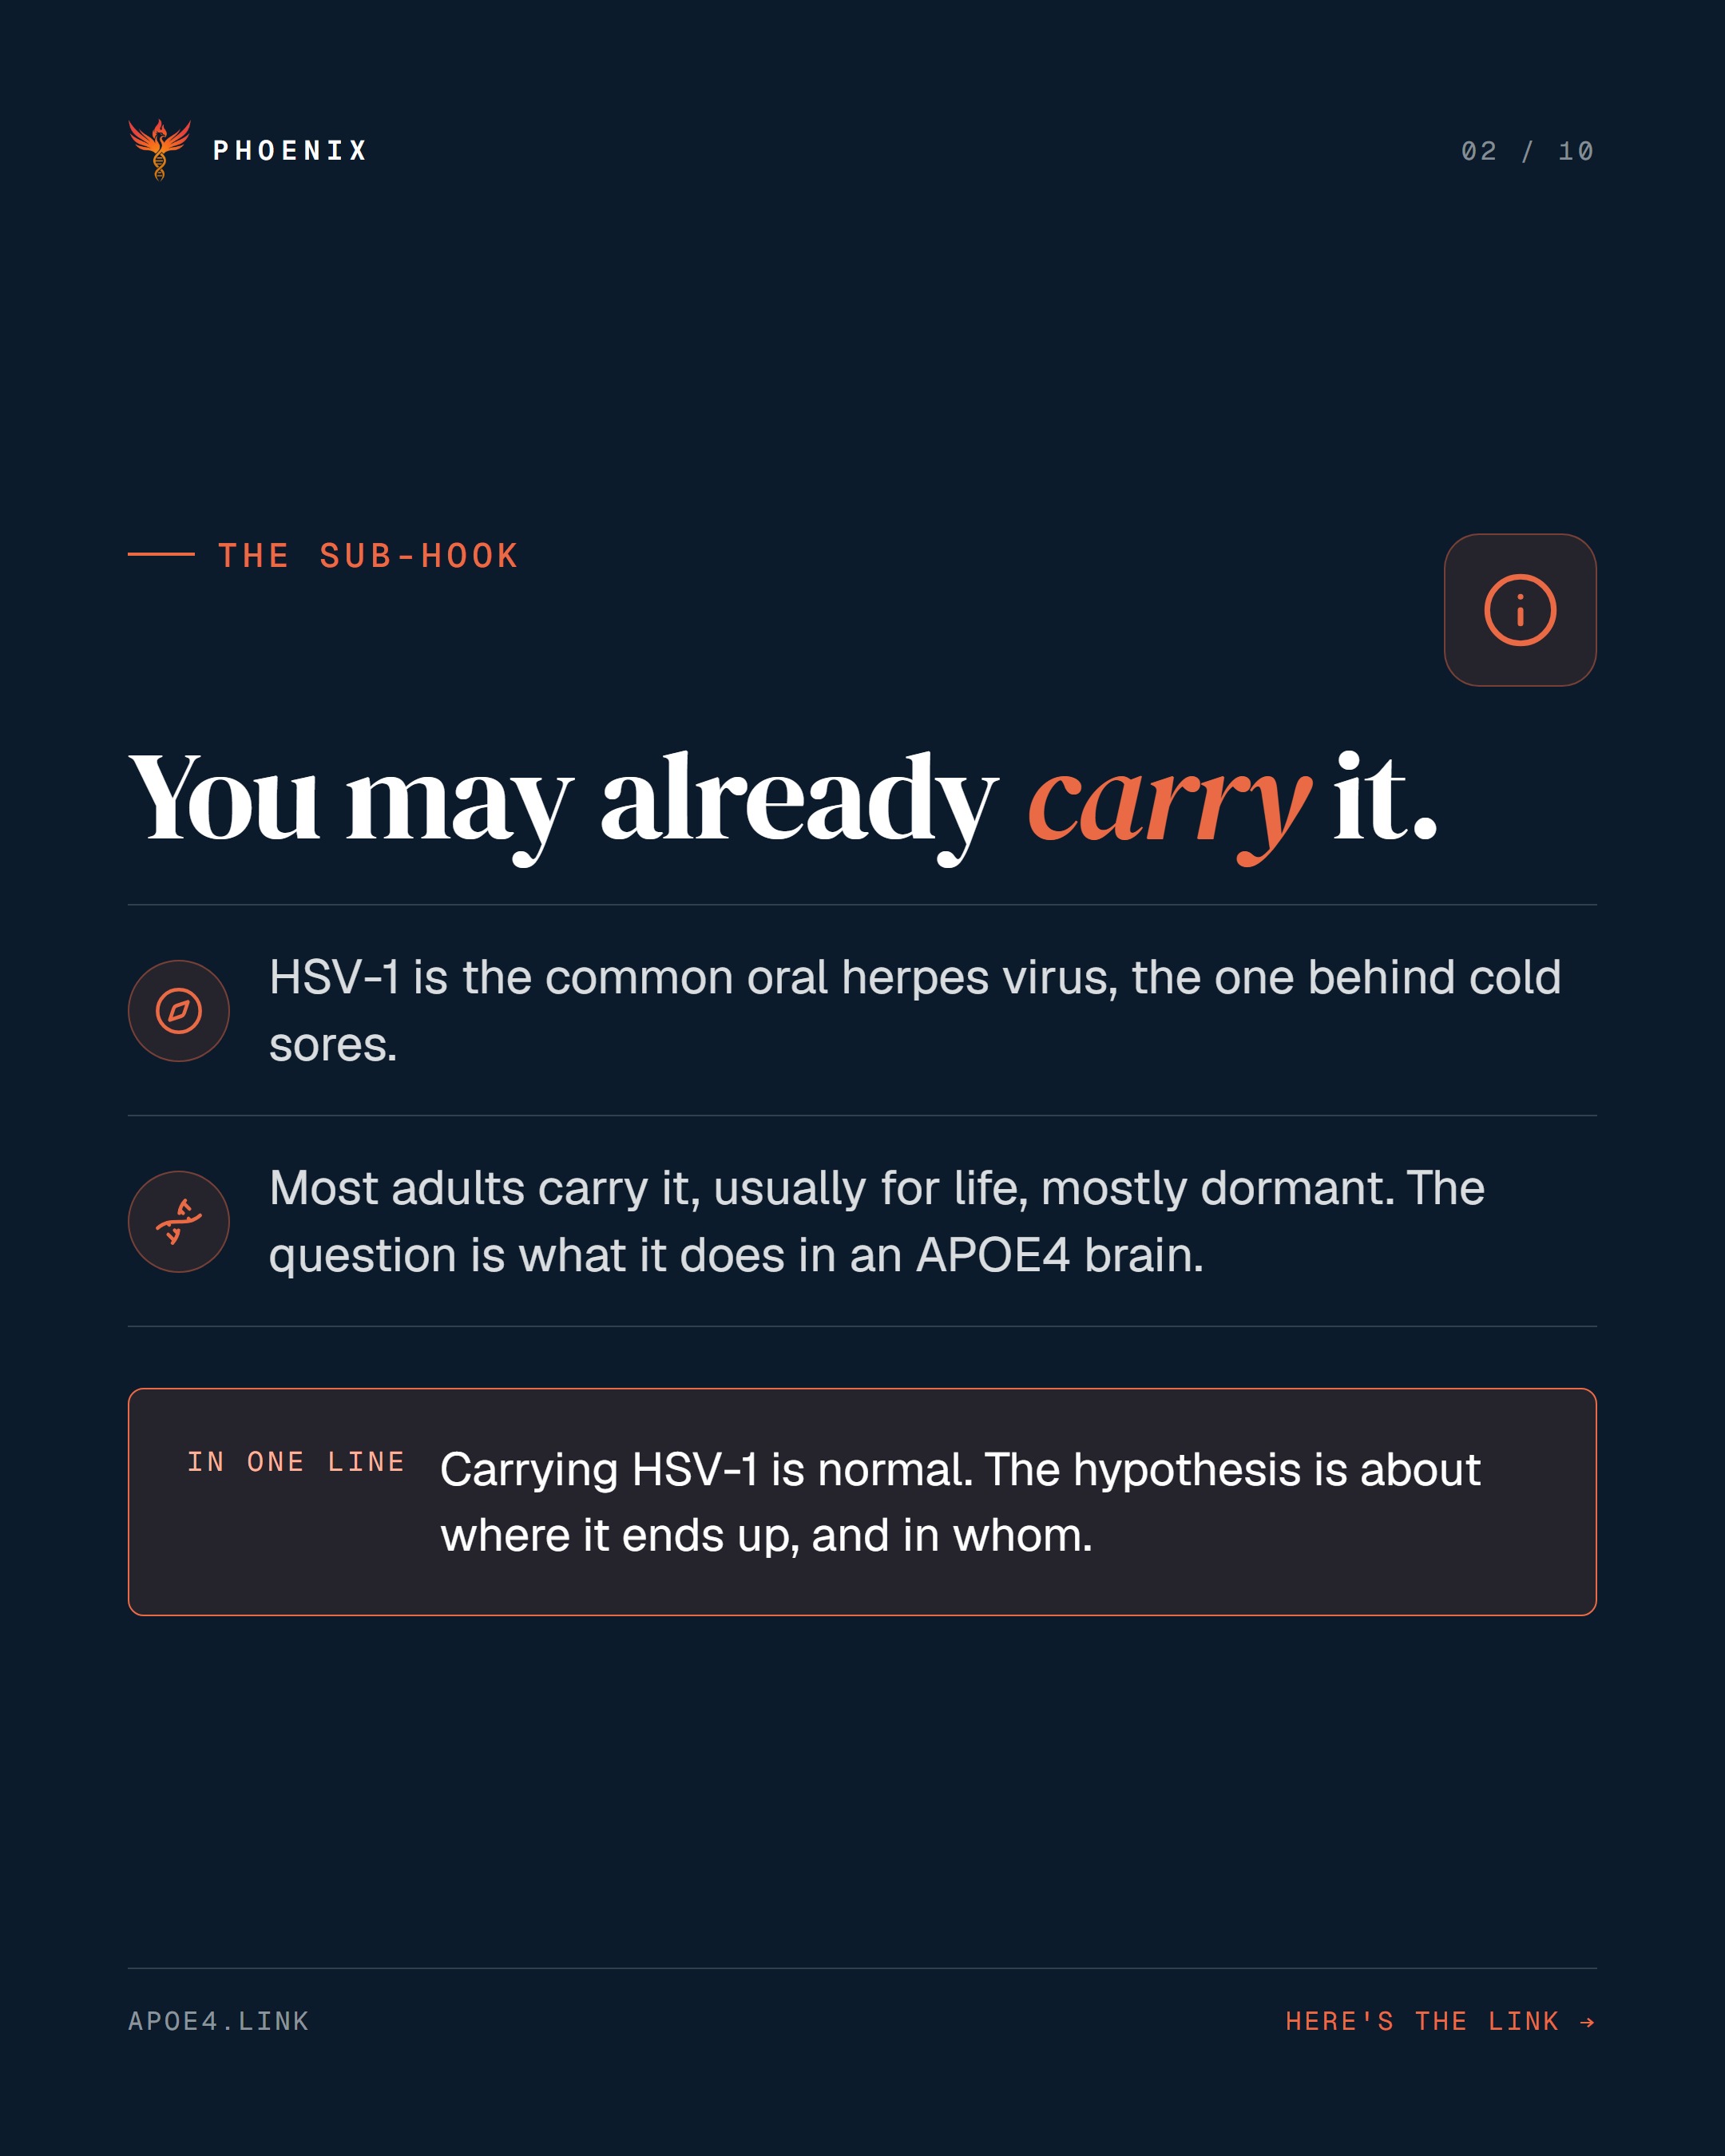 PHOENIX
02 / 10
THE SUB-HOOK
You may already carry it.
HSV-1 is the common oral herpes virus, the one behind cold
sores.
Most adults carry it, usually for life, mostly dormant. The
question is what it does in an APOE4 brain.
IN ONE LINE
Carrying HSV-1 is normal. The hypothesis is about
where it ends up, and in whom.
APOE4.LINK
HERE'S THE LINK →